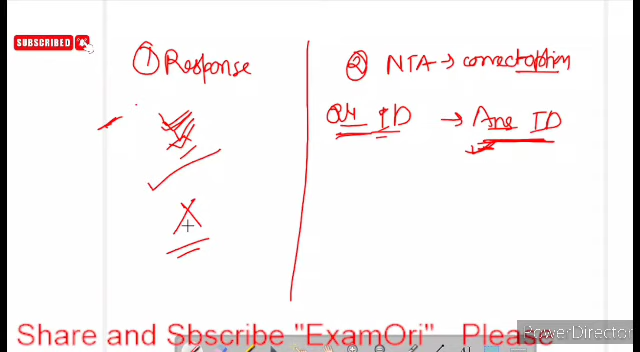 SUBSCRIBED
① Response
② NTA → correct option
Qu ID → Ans ID
Share and Sbscribe "ExamOri" Please
PowerDirector